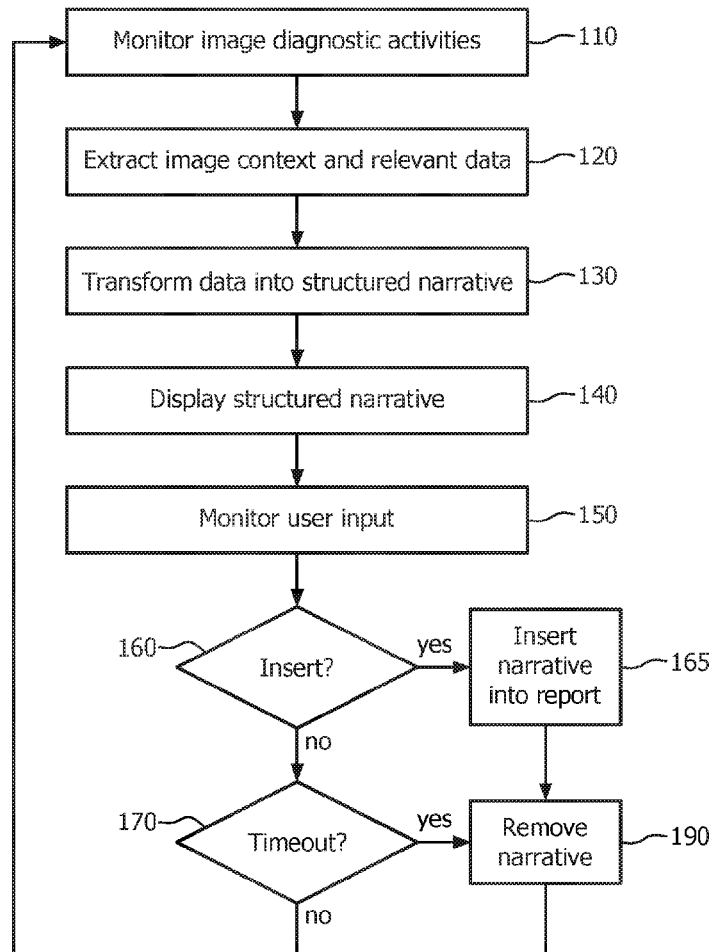 Monitor image diagnostic activities
110
Extract image context and relevant data
120
Transform data into structured narrative
130
Display structured narrative
140
Monitor user input
150
160
Insert?
yes
Insert
narrative
into report
165
no
170
Timeout?
yes
Remove
narrative
190
no